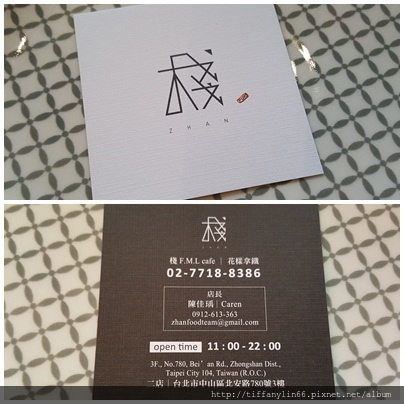 棧
ZHAN
棧
棧 F.M.L cafe | 花樣拿鐵
02-7718-8386
店長
陳佳瑀 | Caren
0912-613-363
zhanfoodteam@gmail.com
open time 11 : 00 - 22 : 00
3F., No.780, Bei'an Rd., Zhongshan Dist.,
Taipei City 104, Taiwan (R.O.C.)
二店 | 台北市中山區北安路780號3樓
http://tiffanylin66.pixnet.net/album